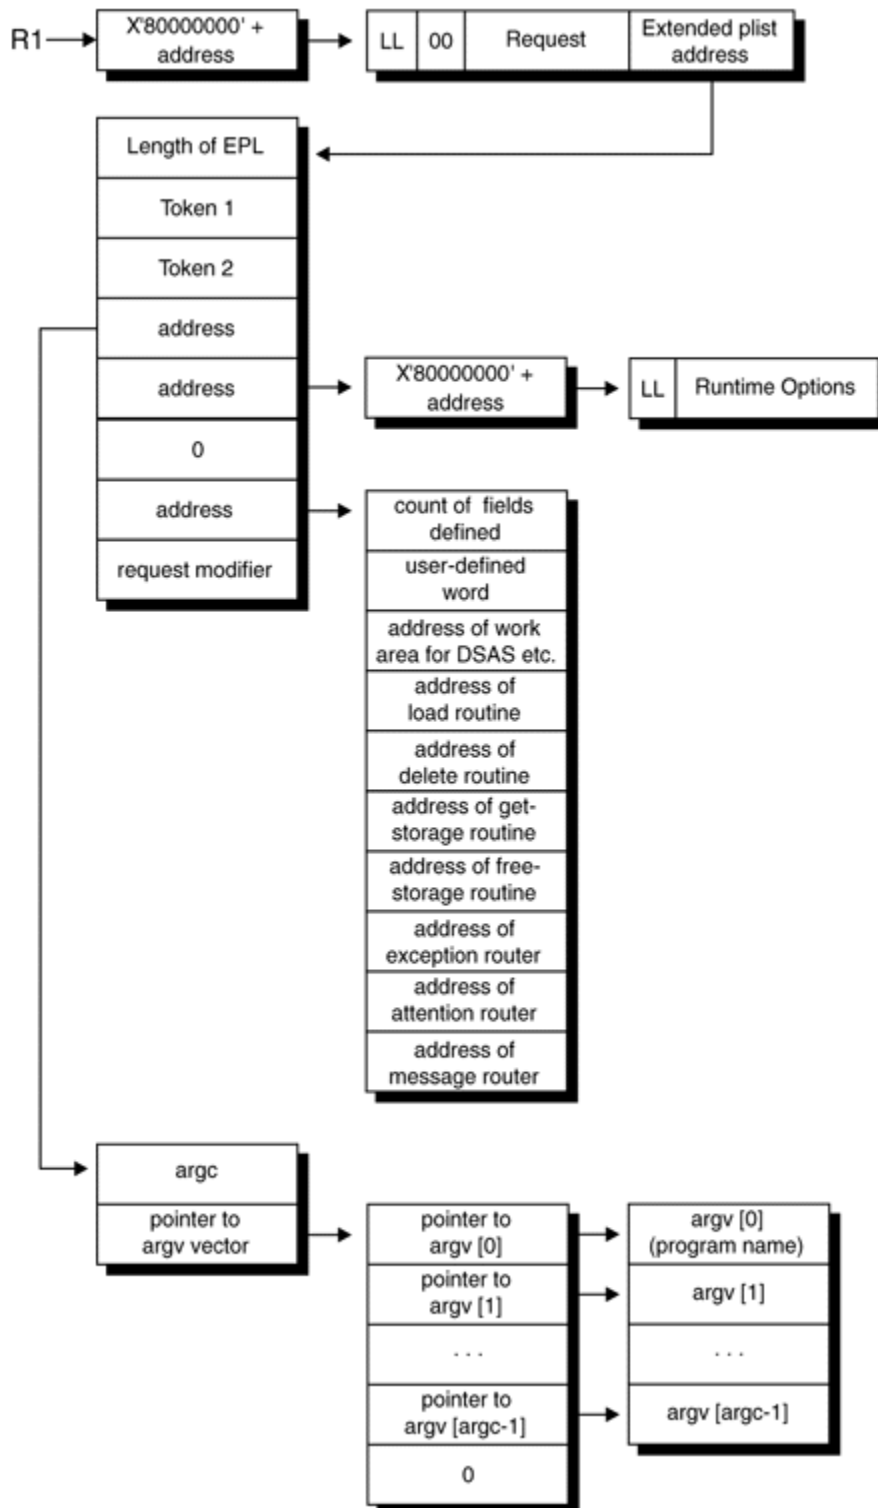 R1
X'80000000' +
address
LL
00
Request
Extended plist
address
Length of EPL
Token 1
Token 2
address
address
0
address
request modifier
X'80000000' +
address
LL
Runtime Options
count of fields
defined
user-defined
word
address of work
area for DSAS etc.
address of
load routine
address of
delete routine
address of get-
storage routine
address of free-
storage routine
address of
exception router
address of
attention router
address of
message router
argc
pointer to
argv vector
pointer to
argv [0]
argv [0]
(program name)
pointer to
argv [1]
argv [1]
. . .
. . .
pointer to
argv [argc-1]
argv [argc-1]
0